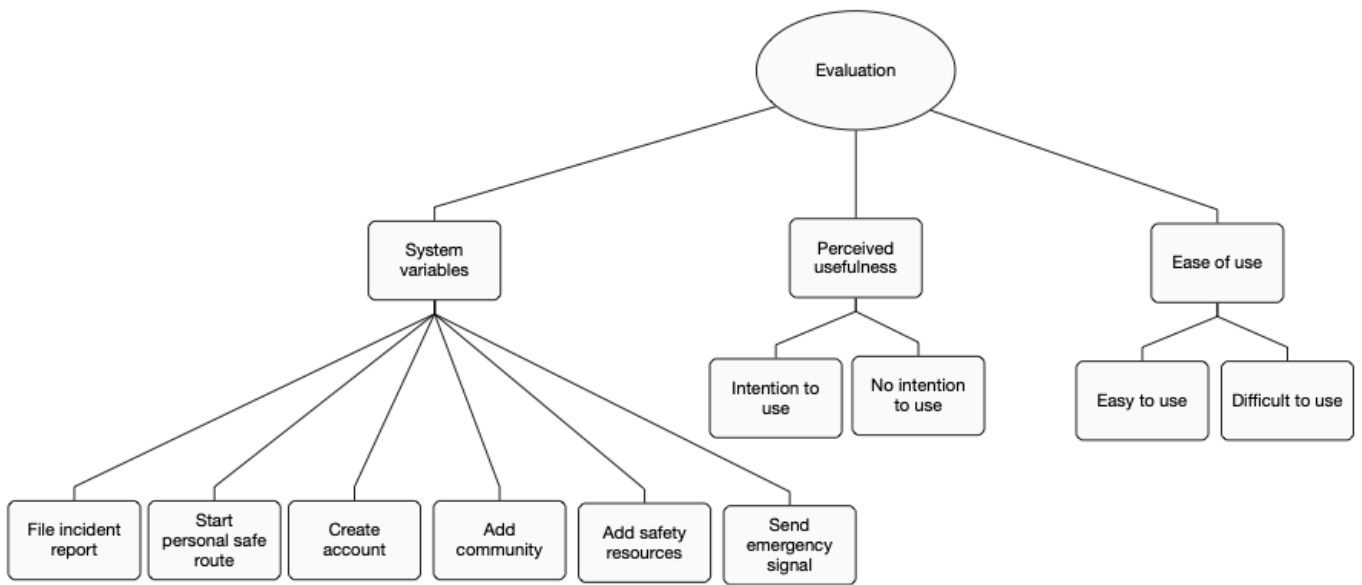 Evaluation
System
variables
Perceived
usefulness
Ease of use
Intention to
use
No intention
to use
Easy to use
Difficult to use
File incident
report
Start
personal safe
route
Create
account
Add
community
Add safety
resources
Send
emergency
signal